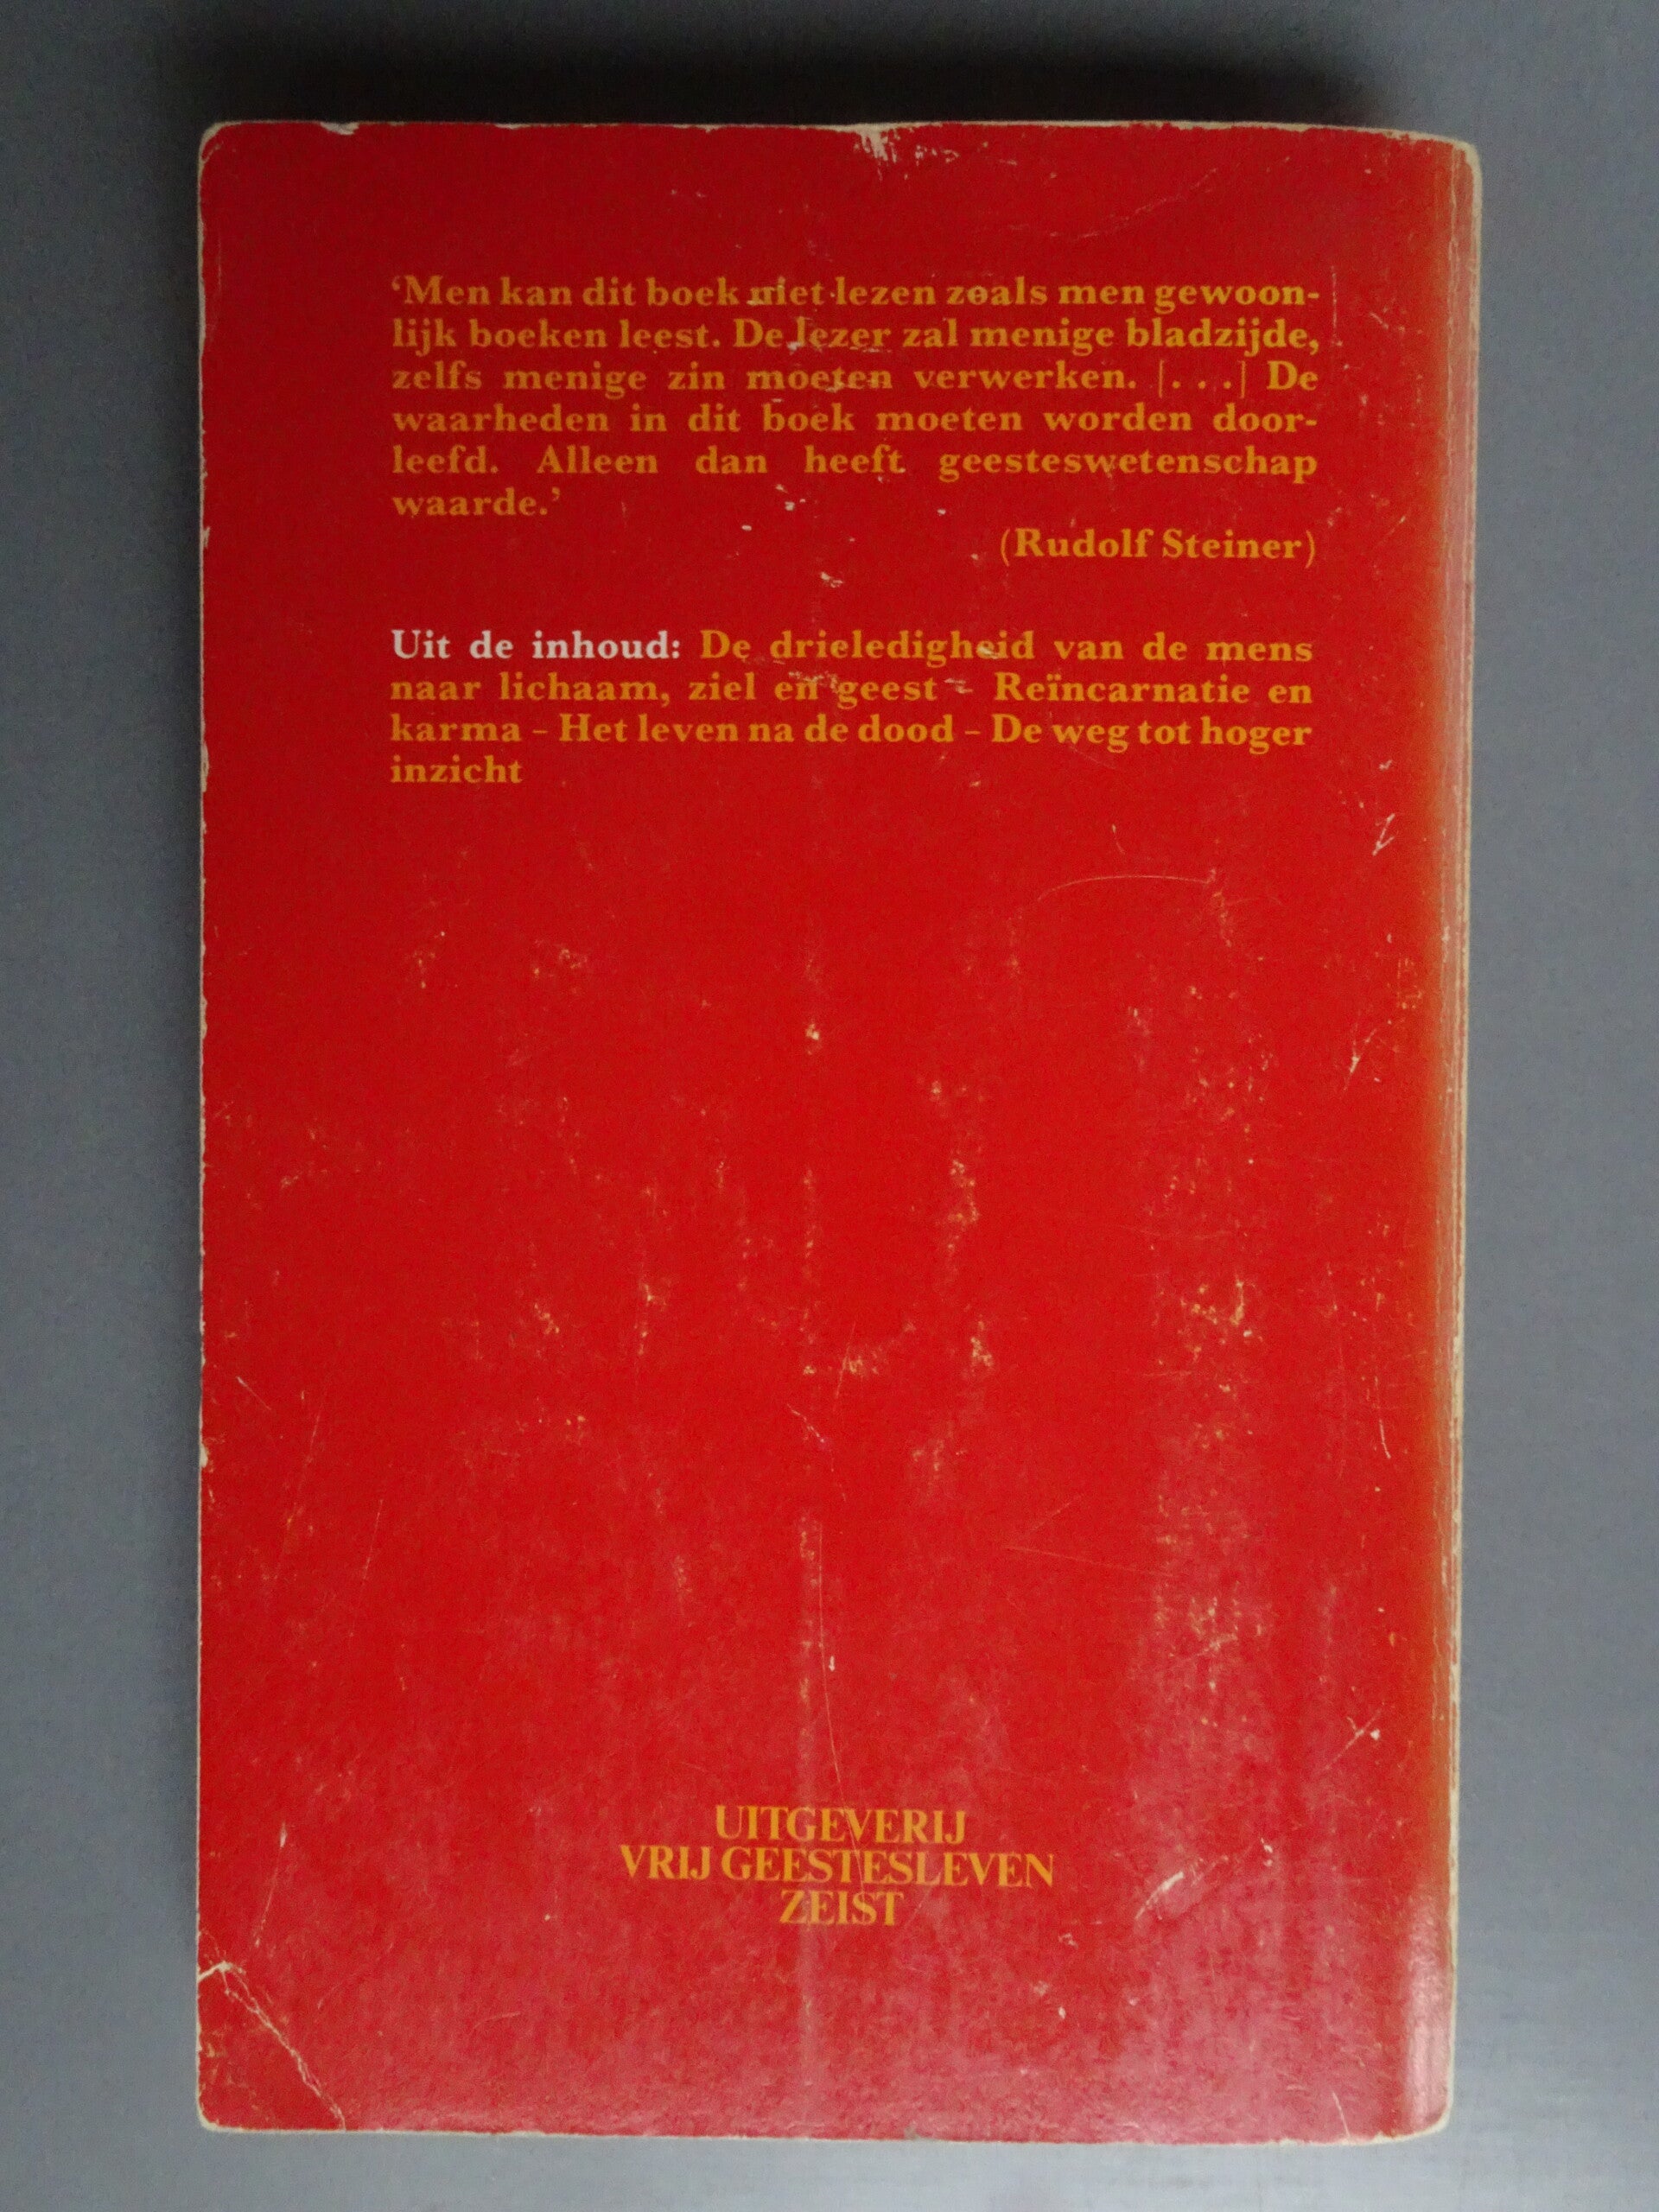 ‘Men kan dit boek niet lezen zoals men gewoon-
lijk boeken leest. De lezer zal menige bladzijde,
zelfs menige zin moeten verwerken. [. . .] De
waarheden in dit boek moeten worden door-
leefd. Alleen dan heeft geesteswetenschap
waarde.’
(Rudolf Steiner)
Uit de inhoud: De drieledigheid van de mens
naar lichaam, ziel en geest – Reïncarnatie en
karma – Het leven na de dood – De weg tot hoger
inzicht
UITGEVERIJ
VRIJ GEESTESLEVEN
ZEIST